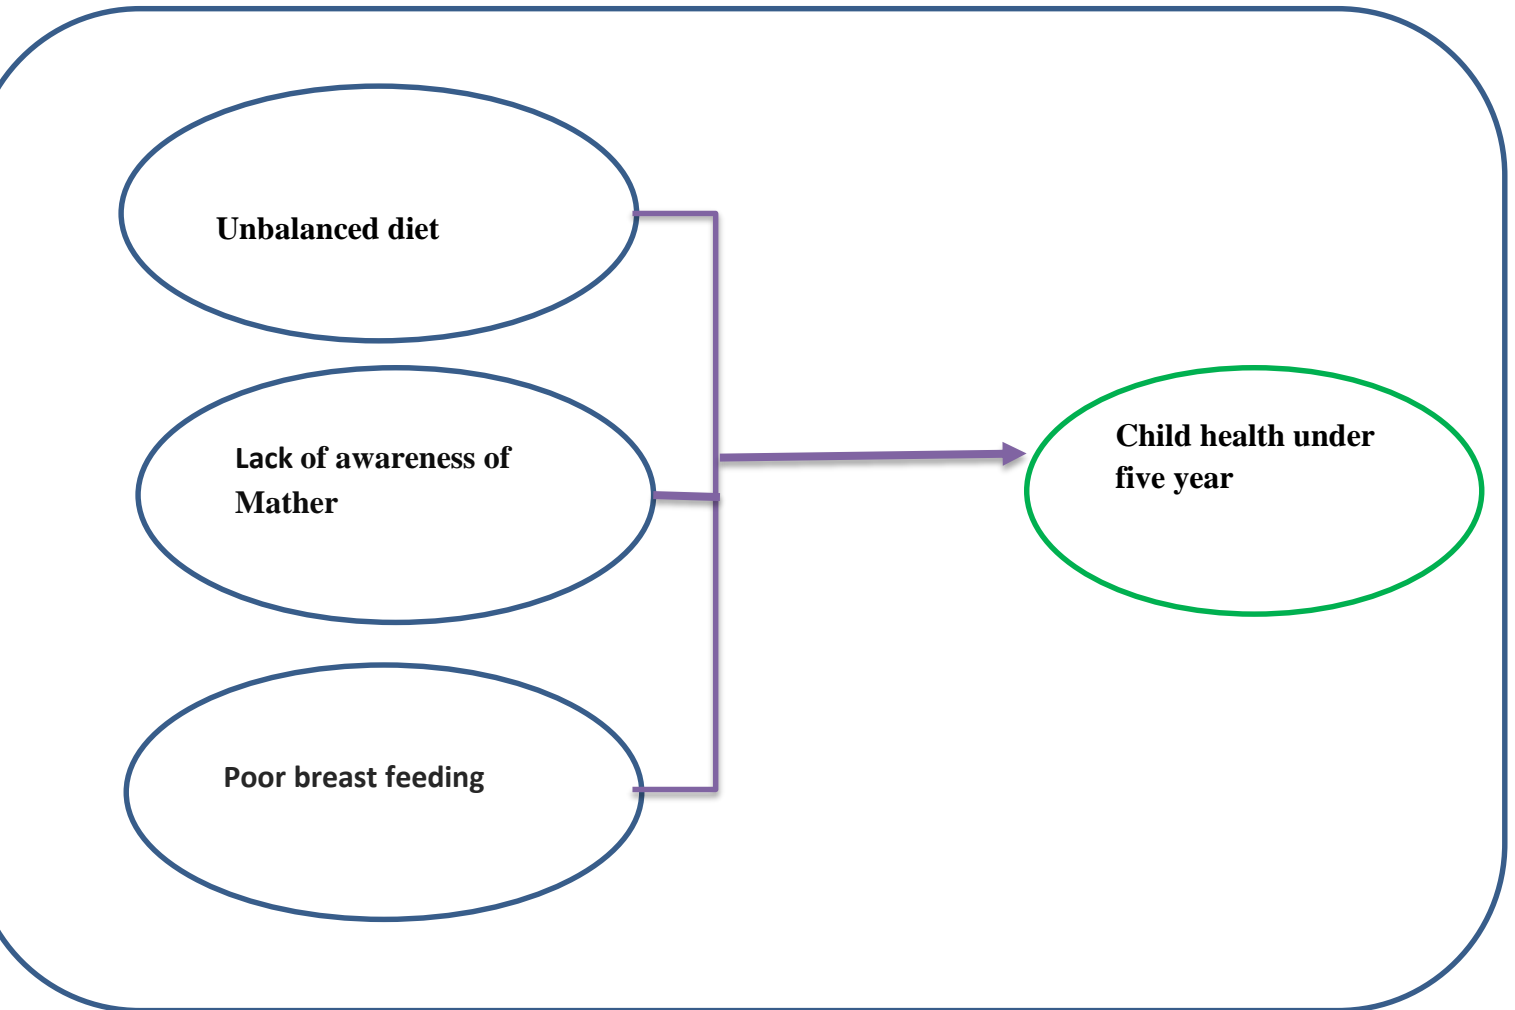 Unbalanced diet
Lack of awareness of
Mather
Poor breast feeding
Child health under
five year